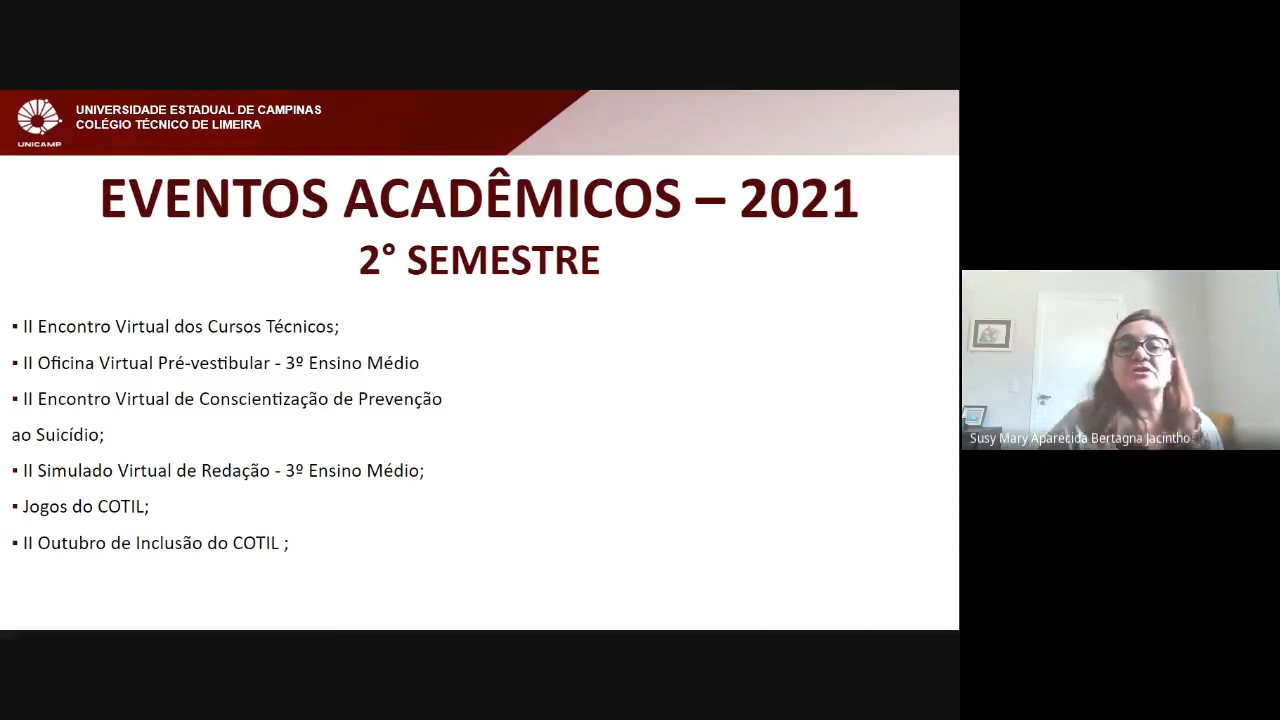 UNIVERSIDADE ESTADUAL DE CAMPINAS
COLÉGIO TÉCNICO DE LIMEIRA
UNICAMP
EVENTOS ACADÊMICOS – 2021
2° SEMESTRE
▪ II Encontro Virtual dos Cursos Técnicos;
▪ II Oficina Virtual Pré-vestibular - 3º Ensino Médio
▪ II Encontro Virtual de Conscientização de Prevenção
ao Suicídio;
▪ II Simulado Virtual de Redação - 3º Ensino Médio;
▪ Jogos do COTIL;
▪ II Outubro de Inclusão do COTIL ;
Susy Mary Aparecida Bertagna Jacintho